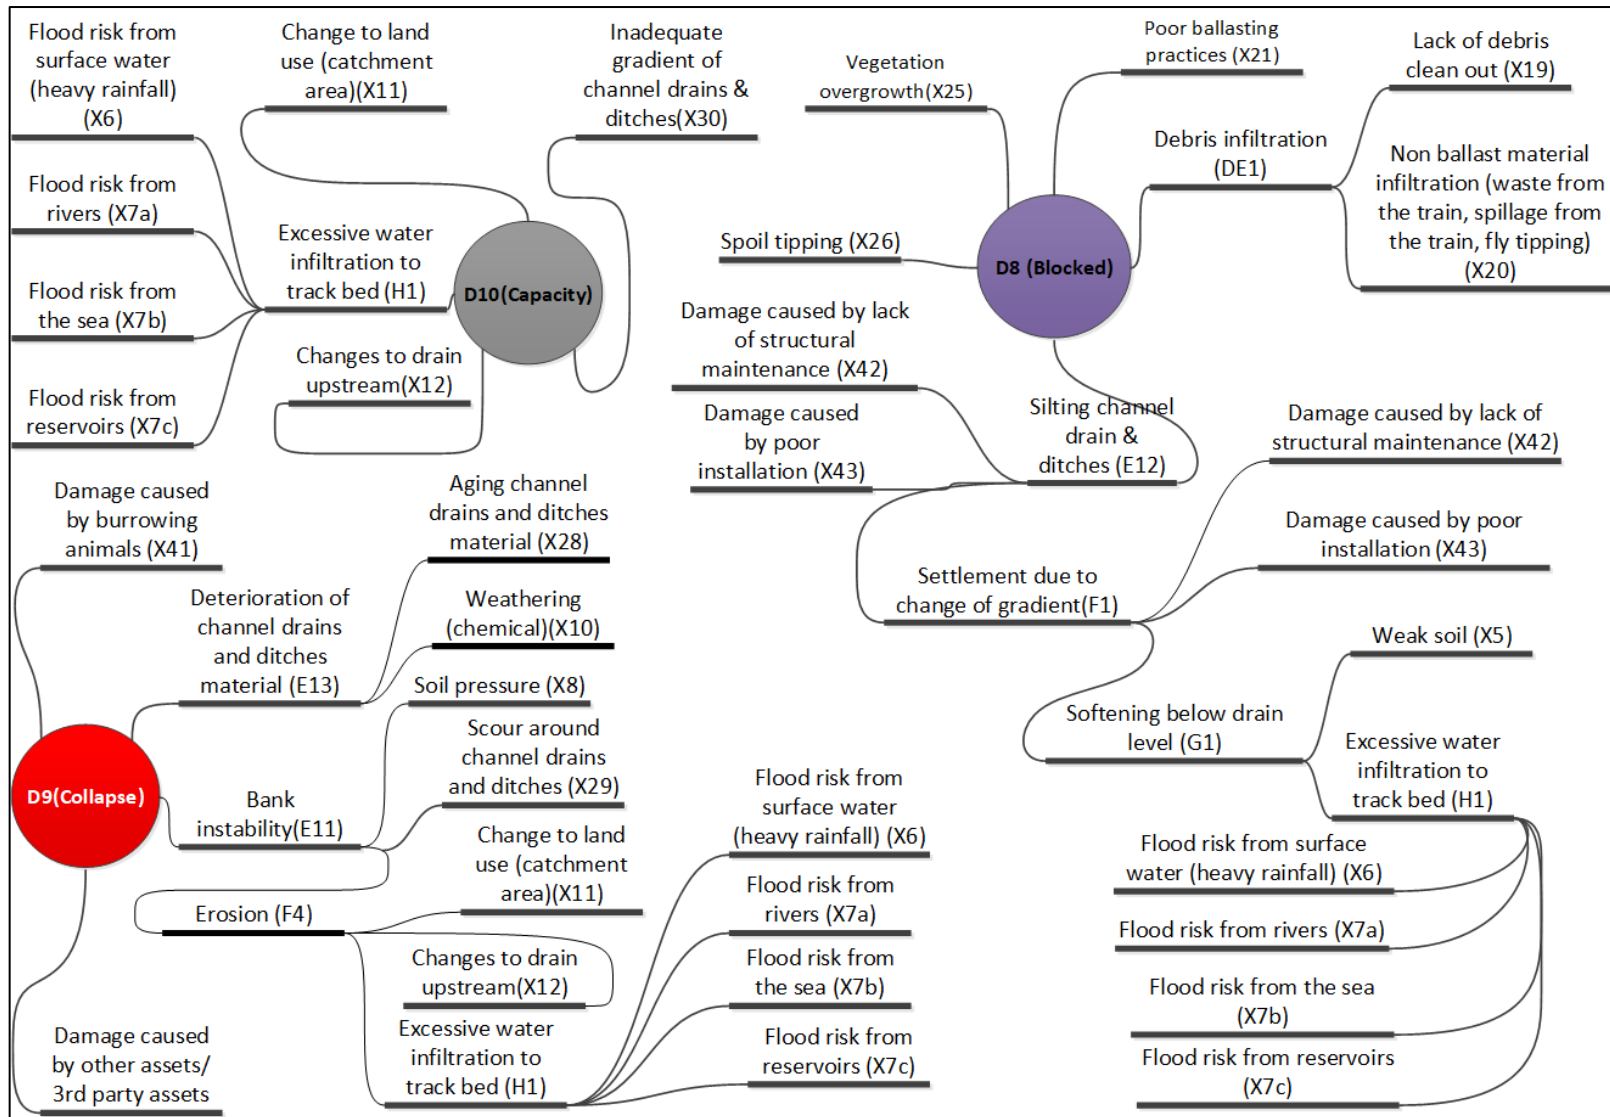 Flood risk from
surface water
(heavy rainfall)
(X6)
Flood risk from
rivers (X7a)
Flood risk from
the sea (X7b)
Flood risk from
reservoirs (X7c)
Change to land
use (catchment
area)(X11)
Excessive water
infiltration to
track bed (H1)
Changes to drain
upstream(X12)
Inadequate
gradient of
channel drains &
ditches(X30)
D10(Capacity)
Vegetation
overgrowth(X25)
Poor ballasting
practices (X21)
Lack of debris
clean out (X19)
Debris infiltration
(DE1)
Non ballast material
infiltration (waste from
the train, spillage from
the train, fly tipping)
(X20)
Spoil tipping (X26)
D8 (Blocked)
Damage caused by lack
of structural
maintenance (X42)
Damage caused
by poor
installation (X43)
Silting channel
drain &
ditches (E12)
Damage caused by lack of
structural maintenance (X42)
Damage caused by poor
installation (X43)
Settlement due to
change of gradient(F1)
Weak soil (X5)
Softening below drain
level (G1)
Excessive water
infiltration to
track bed (H1)
Flood risk from surface
water (heavy rainfall) (X6)
Flood risk from rivers (X7a)
Flood risk from the sea
(X7b)
Flood risk from reservoirs
(X7c)
Damage caused
by burrowing
animals (X41)
Aging channel
drains and ditches
material (X28)
Deterioration of
channel drains
and ditches
material (E13)
Weathering
(chemical)(X10)
Soil pressure (X8)
Scour around
channel drains
and ditches (X29)
D9(Collapse)
Bank
instability(E11)
Change to land
use (catchment
area)(X11)
Erosion (F4)
Changes to drain
upstream(X12)
Excessive water
infiltration to
track bed (H1)
Flood risk from
surface water
(heavy rainfall) (X6)
Flood risk from
rivers (X7a)
Flood risk from
the sea (X7b)
Flood risk from
reservoirs (X7c)
Damage caused
by other assets/
3rd party assets